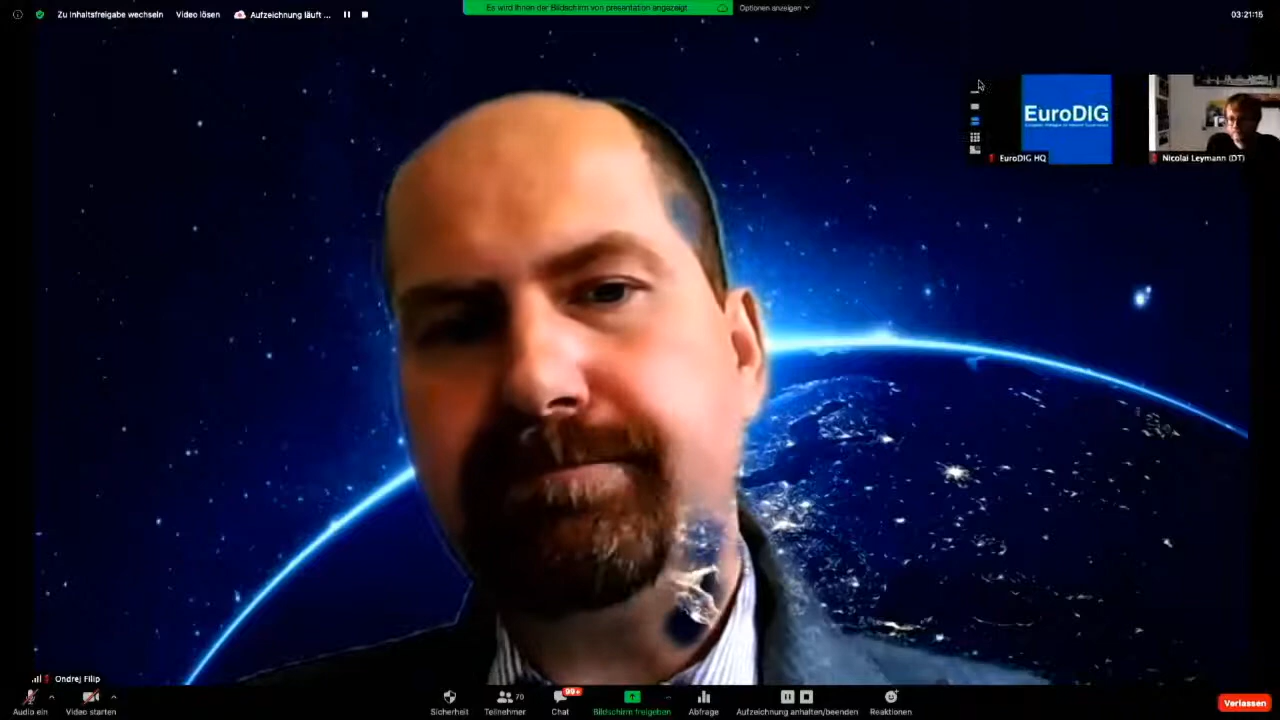 Zu Inhaltsfreigabe wechseln
Video lösen
Aufzeichnung läuft ...
Es wird Ihnen der Bildschirm von presentation angezeigt
Optionen anzeigen
03:21:15
EuroDIG
EuroDIG HQ
Nicolai Leymann (DT)
Ondrej Filip
Audio ein
Video starten
Sicherheit
70
Teilnehmer
99+
Chat
Bildschirm freigeben
Abfrage
Aufzeichnung anhalten/beenden
Reaktionen
Verlassen